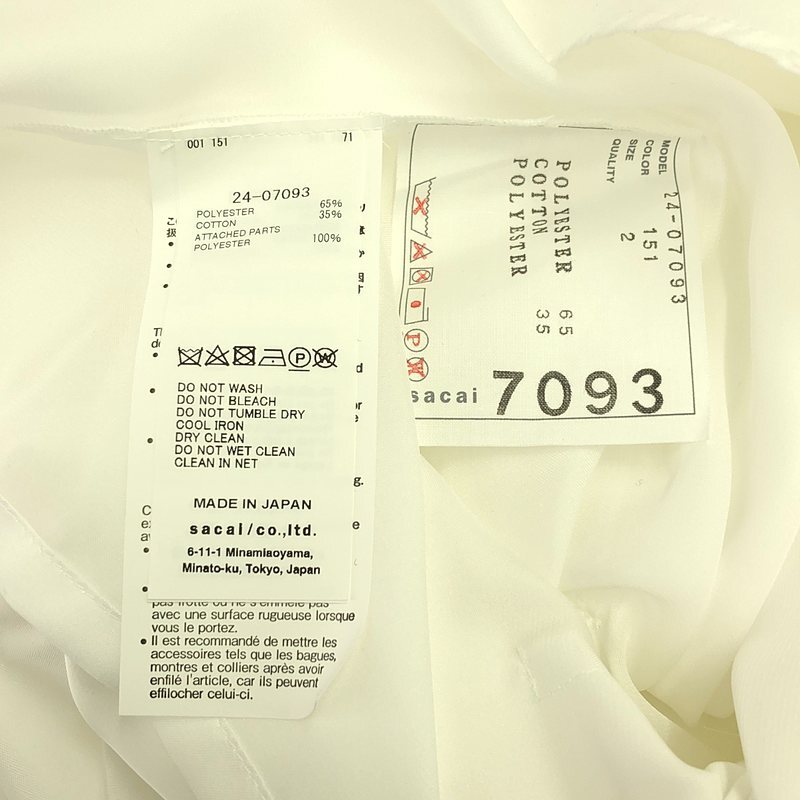 001 151 71
24-07093
POLYESTER 65%
COTTON 35%
ATTACHED PARTS
POLYESTER 100%
DO NOT WASH
DO NOT BLEACH
DO NOT TUMBLE DRY
COOL IRON
DRY CLEAN
DO NOT WET CLEAN
CLEAN IN NET
MADE IN JAPAN
sacai/co.,ltd.
6-11-1 Minamiaoyama,
Minato-ku, Tokyo, Japan
pas frotté ou ne s'emmêle pas
avec une surface rugueuse lorsque
vous le portez.
• Il est recommandé de mettre les
accessoires tels que les bagues,
montres et colliers après avoir
enfilé l'article, car ils peuvent
effilocher celui-ci.
MODEL 24-07093
COLOR 151
SIZE 2
QUALITY
POLYESTER 65
COTTON 35
POLYESTER
sacai 7093